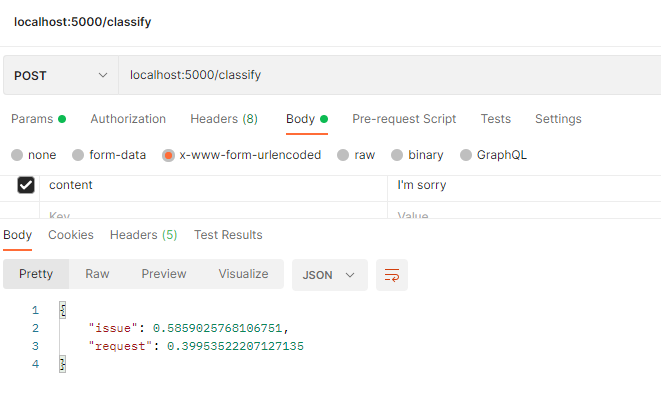 localhost:5000/classify
POST localhost:5000/classify
Params Authorization Headers (8) Body Pre-request Script Tests Settings
none form-data x-www-form-urlencoded raw binary GraphQL
content I'm sorry
Key Value
Body Cookies Headers (5) Test Results
Pretty Raw Preview Visualize JSON
1 {
2 "issue": 0.5859025768106751,
3 "request": 0.39953522207127135
4 }